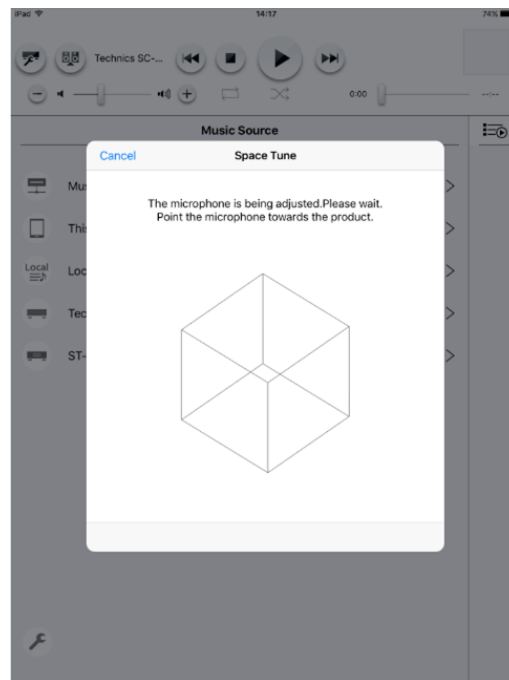 iPad
14:17
74%
Technics SC-...
0:00
--:--
Music Source
Cancel
Space Tune
The microphone is being adjusted.Please wait.
Point the microphone towards the product.
Mu
Thi
Local
Loc
Tec
ST-